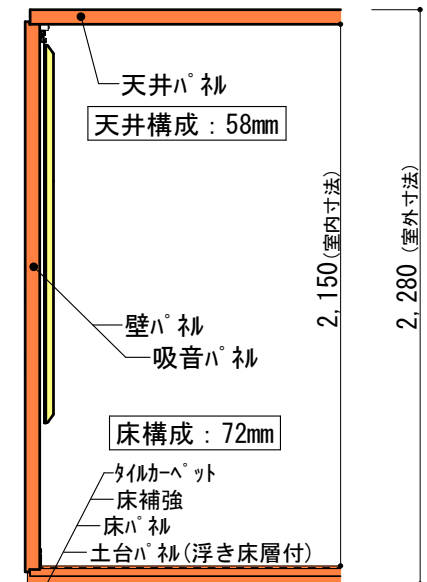 天井ﾊﾟﾈﾙ
天井構成：58mm
2,150(室内寸法)
2,280(室外寸法)
壁ﾊﾟﾈﾙ
吸音ﾊﾟﾈﾙ
床構成：72mm
ﾀｲﾙｶｰﾍﾟｯﾄ
床補強
床ﾊﾟﾈﾙ
土台ﾊﾟﾈﾙ(浮き床層付)